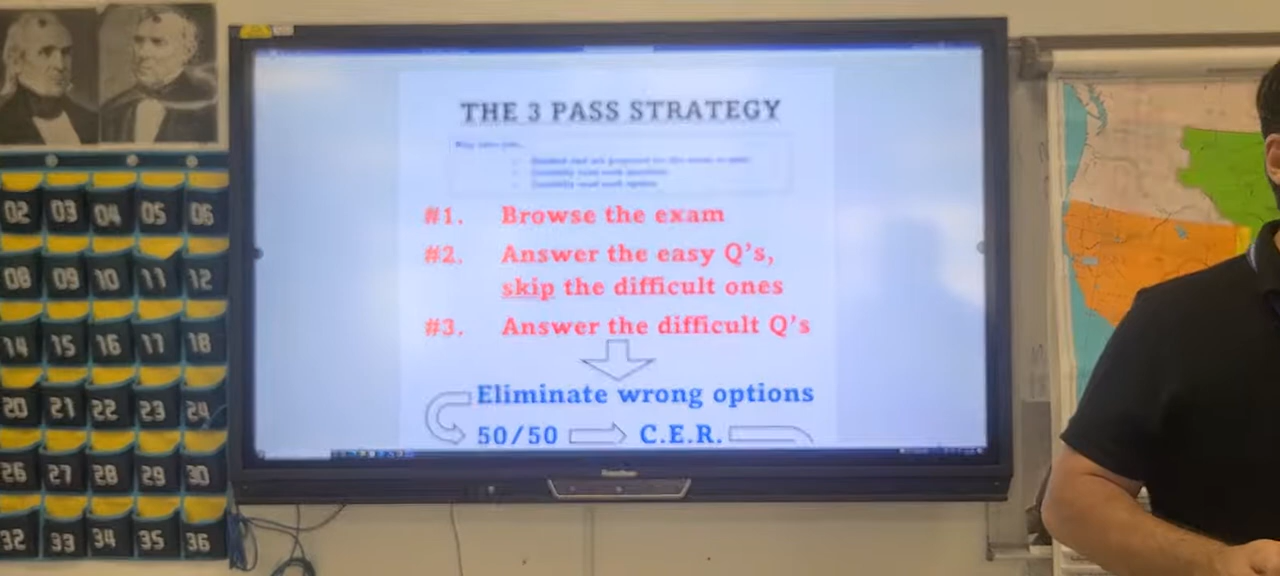 THE 3 PASS STRATEGY
#1. Browse the exam
#2. Answer the easy Q's,
skip the difficult ones
#3. Answer the difficult Q's
Eliminate wrong options
50/50 C.E.R.
02 03 04 05 06
08 09 10 11 12
14 15 16 17 18
20 21 22 23 24
26 27 28 29 30
32 33 34 35 36